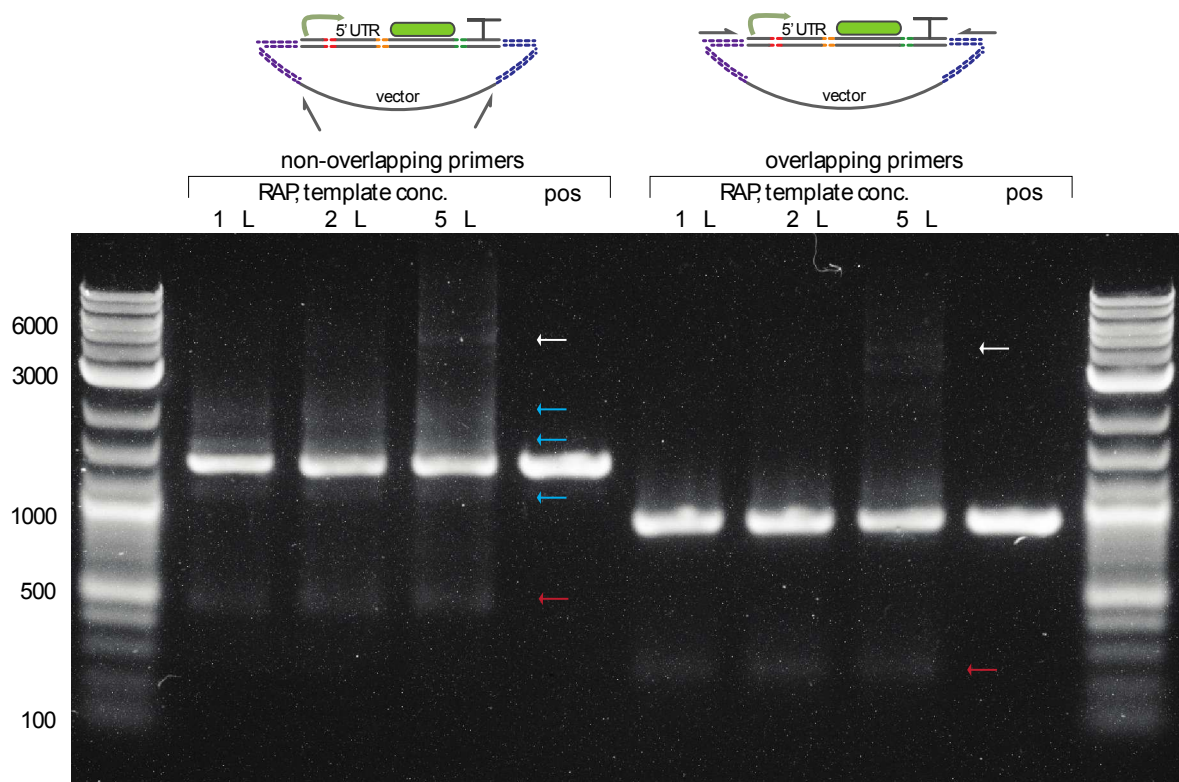 5' UTR
vector
5' UTR
vector
non-overlapping primers
overlapping primers
RAP, template conc.
pos
RAP, template conc.
pos
1 L
2 L
5 L
1 L
2 L
5 L
6000
3000
1000
500
100